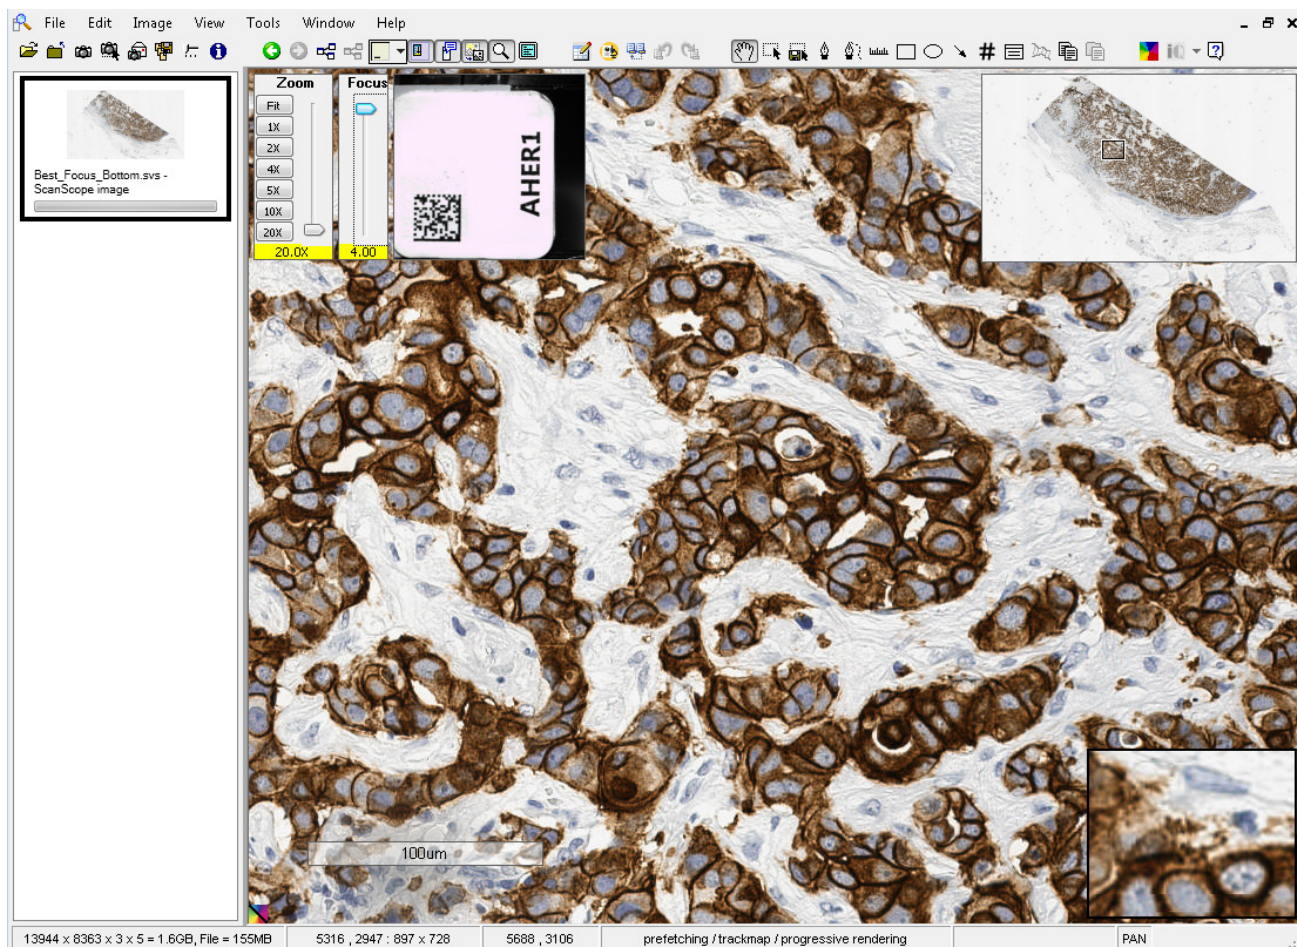 File Edit Image View Tools Window Help
iQ
Best_Focus_Bottom.svs -
ScanScope image
Zoom
Fit
1X
2X
4X
5X
10X
20X
20.0X
Focus
4.00
AHER1
100um
13944 x 8363 x 3 x 5 = 1.6GB, File = 155MB
5316 , 2947 : 897 x 728
5688 , 3106
prefetching / trackmap / progressive rendering
PAN